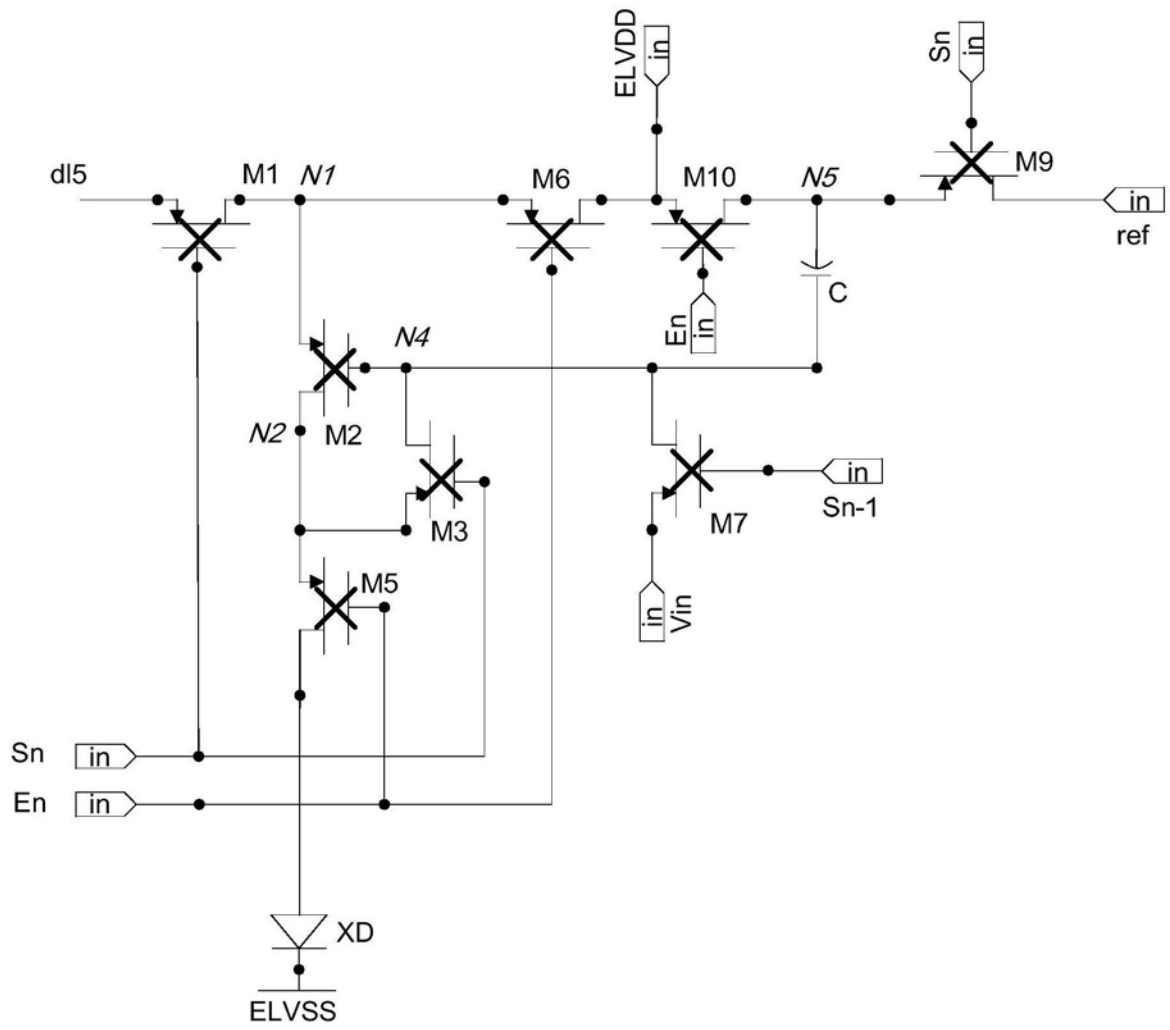 ELVDD
in
Sn
in
dl5
M1
N1
M6
M10
N5
M9
in
ref
En
in
C
N4
N2
M2
M3
M7
in
Sn-1
M5
in
Vin
Sn
in
En
in
XD
ELVSS